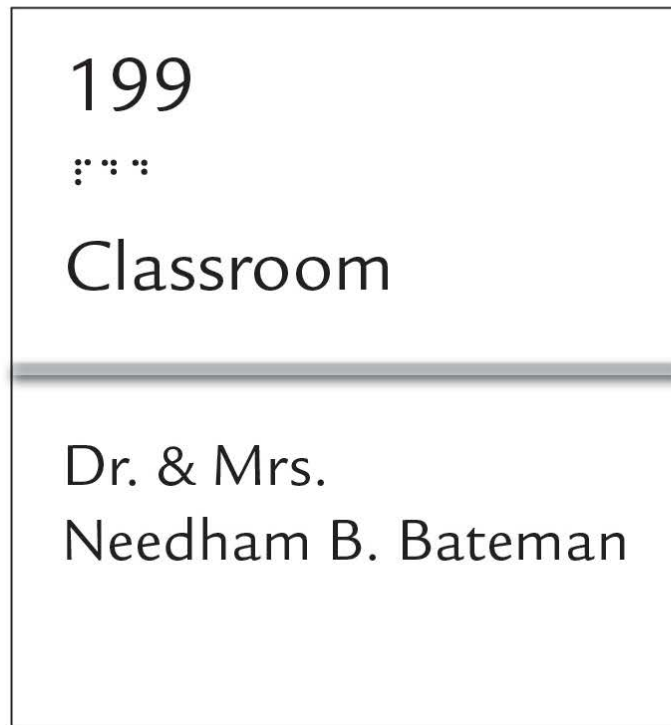 199
⠏⠙⠙
Classroom
Dr. & Mrs.
Needham B. Bateman